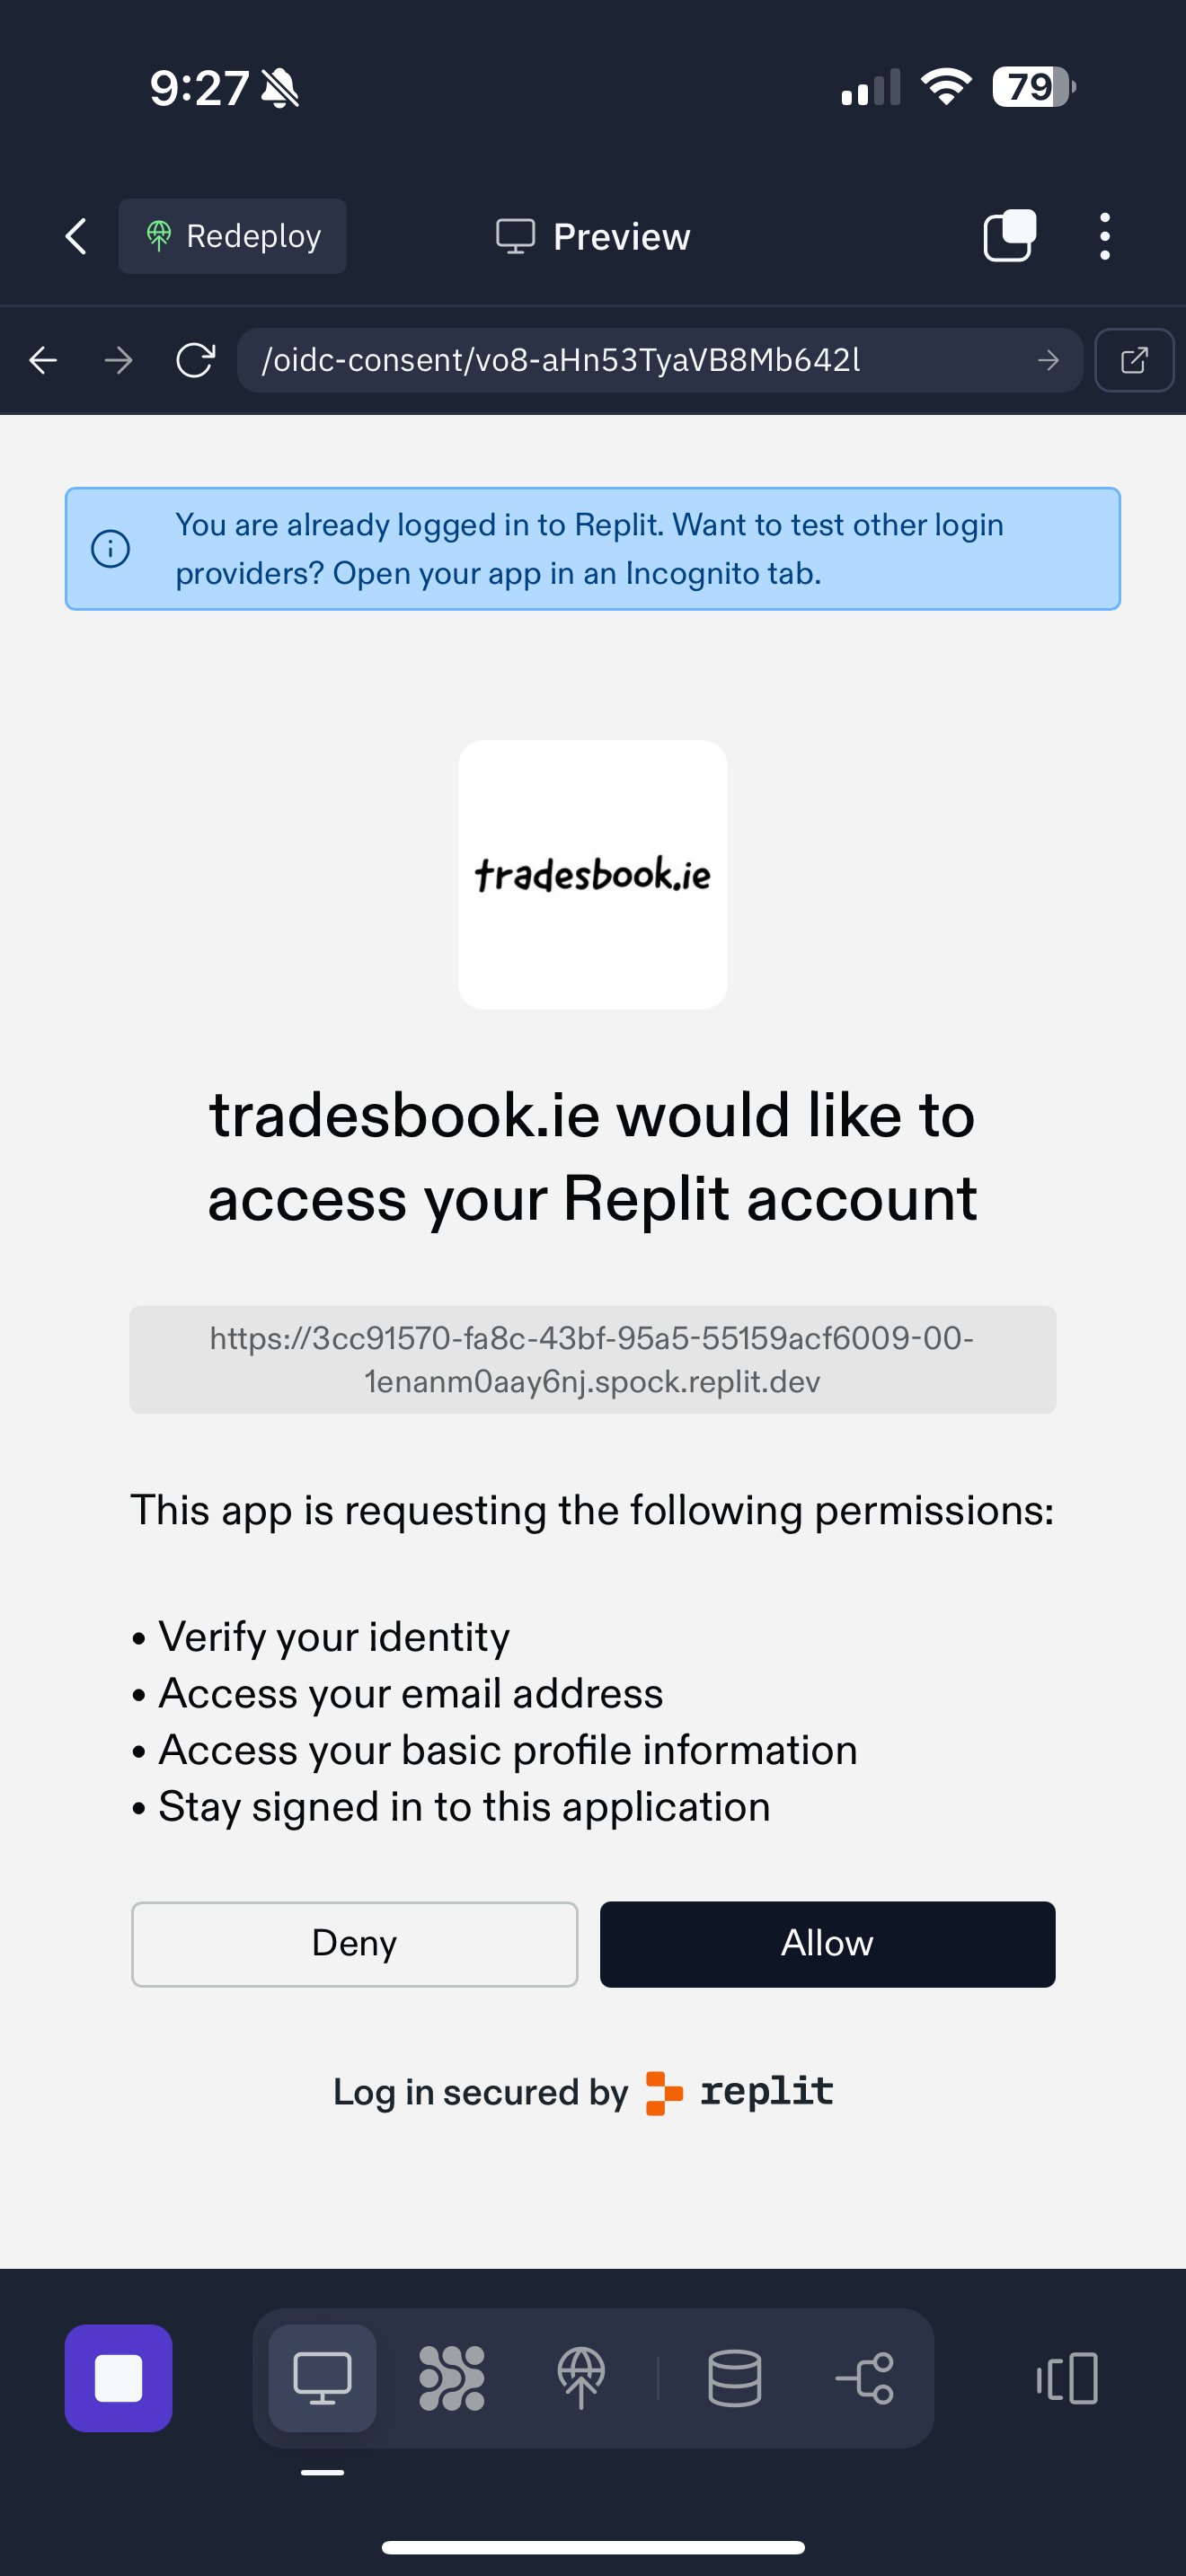 9:27
79
Redeploy
Preview
/oidc-consent/vo8-aHn53TyaVB8Mb642l
You are already logged in to Replit. Want to test other login
providers? Open your app in an Incognito tab.
tradesbook.ie
tradesbook.ie would like to
access your Replit account
https://3cc91570-fa8c-43bf-95a5-55159acf6009-00-
1enanm0aay6nj.spock.replit.dev
This app is requesting the following permissions:
• Verify your identity
• Access your email address
• Access your basic profile information
• Stay signed in to this application
Deny
Allow
Log in secured by replit